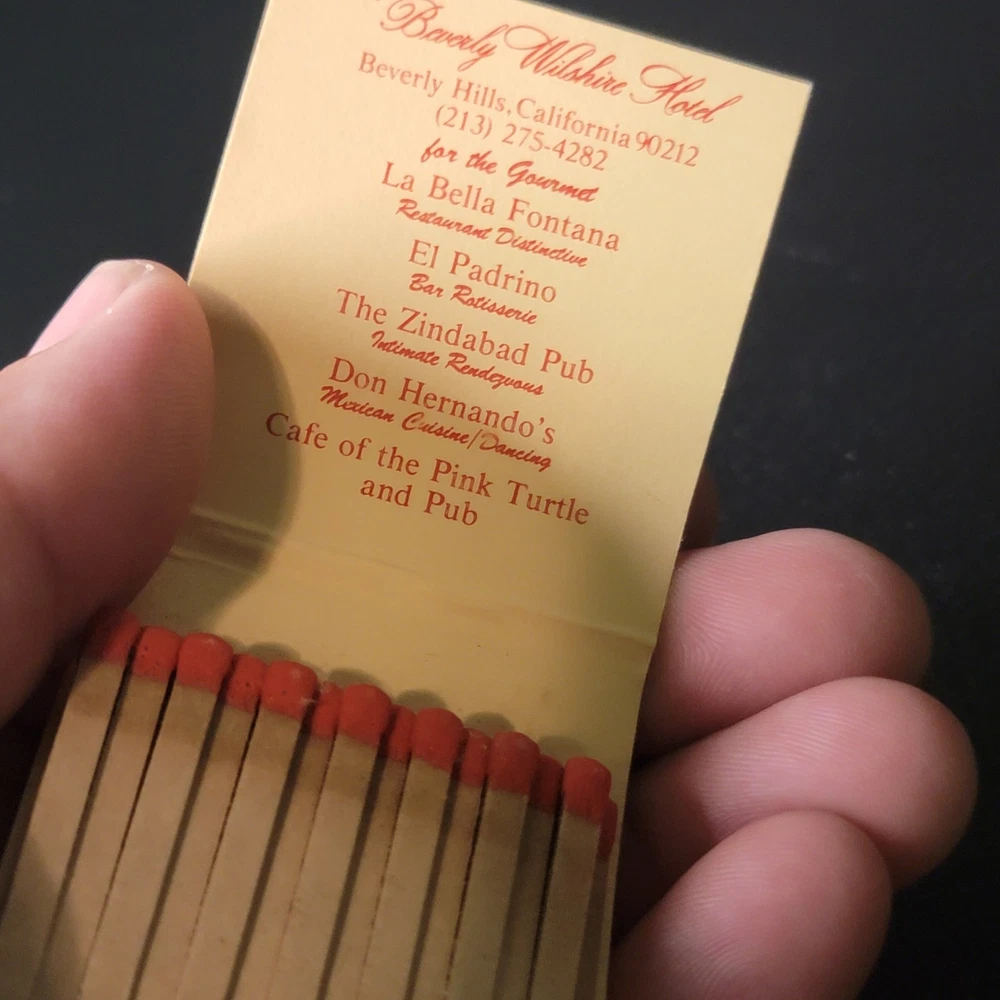 Beverly Wilshire Hotel
Beverly Hills, California 90212
(213) 275-4282
for the Gourmet
La Bella Fontana
Restaurant Distinctive
El Padrino
Bar Rotisserie
The Zindabad Pub
Intimate Rendezvous
Don Hernando's
Mexican Cuisine/Dancing
Cafe of the Pink Turtle
and Pub